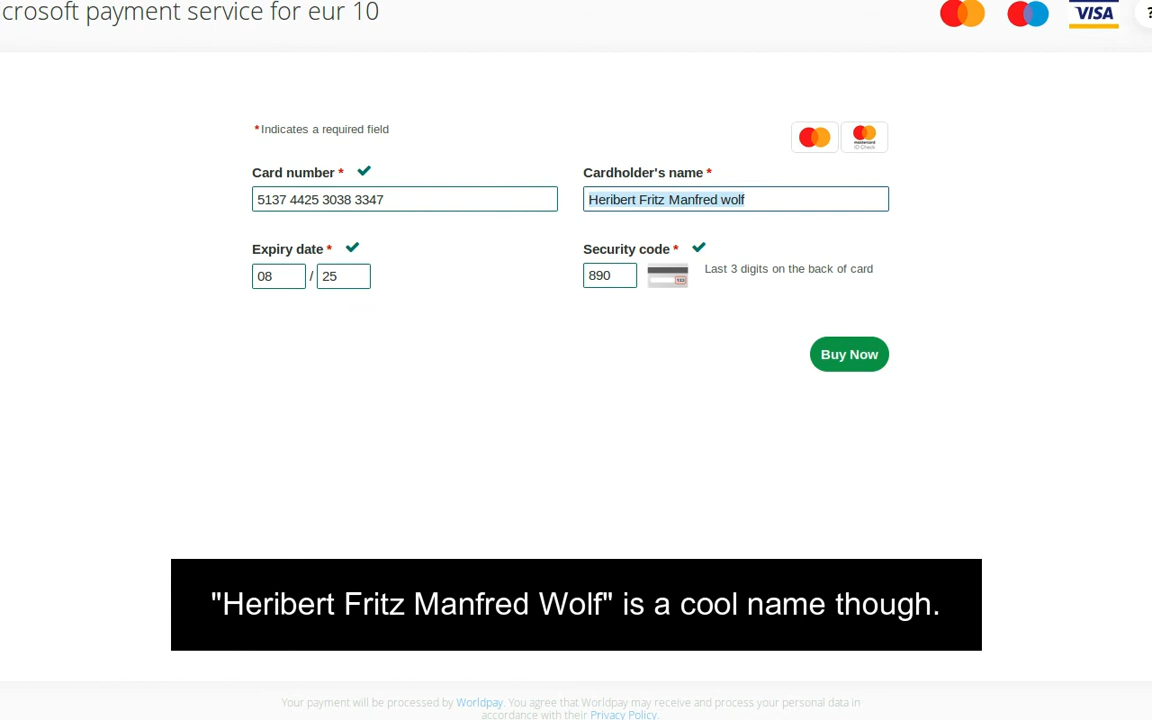 crosoft payment service for eur 10
VISA
?
* Indicates a required field
mastercard
ID Check
Card number *
Cardholder's name *
5137 4425 3038 3347
Heribert Fritz Manfred wolf
Expiry date *
Security code *
08 / 25
890
Last 3 digits on the back of card
Buy Now
"Heribert Fritz Manfred Wolf" is a cool name though.
Your payment will be processed by Worldpay. You agree that Worldpay may receive and process your personal data in
accordance with their Privacy Policy.